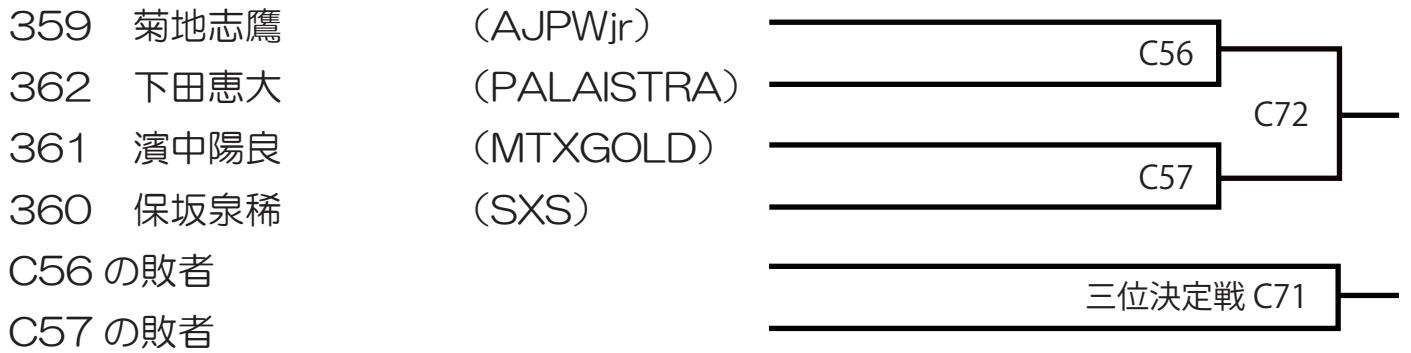 359 菊地志鷹 （AJPWjr）
362 下田恵大 （PALAISTRA）
361 濱中陽良 （MTXGOLD）
360 保坂泉稀 （SXS）
C56 の敗者
C57 の敗者
C56
C72
C57
三位決定戦 C71